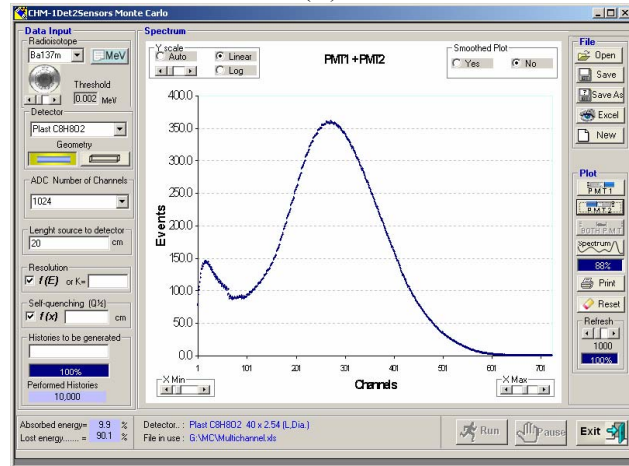 CHM-1Det2Sensors Monte Carlo
Data Input
Radioisotope
Ba137m
MeV
Threshold
0.002 MeV
Detector
Plast C8H8O2
Geometry
ADC Number of Channels
1024
Lenght source to detector
20 cm
Resolution
f(E) or K=
Self-quenching (Q½)
f(x) cm
Histories to be generated
100%
Performed Histories
10,000
Absorbed energy= 9.9 %
Lost energy....... = 90.1 %
Spectrum
Y scale
Auto
Linear
Log
PMT1 +PMT2
Smoothed Plot
Yes
No
400.0
350.0
300.0
250.0
200.0
150.0
100.0
50.0
0.0
Events
1 101 201 301 401 501 601 701
Channels
X Min
X Max
Detector.. : Plast C8H8O2 40 x 2.54 (L,Dia.)
File in use : G:\MC\Multichannel.xls
File
Open
Save
Save As
Excel
New
Plot
PMT1
PMT2
BOTH PMT
Spectrum
88%
Print
Reset
Refresh
1000
100%
Run
Pause
Exit